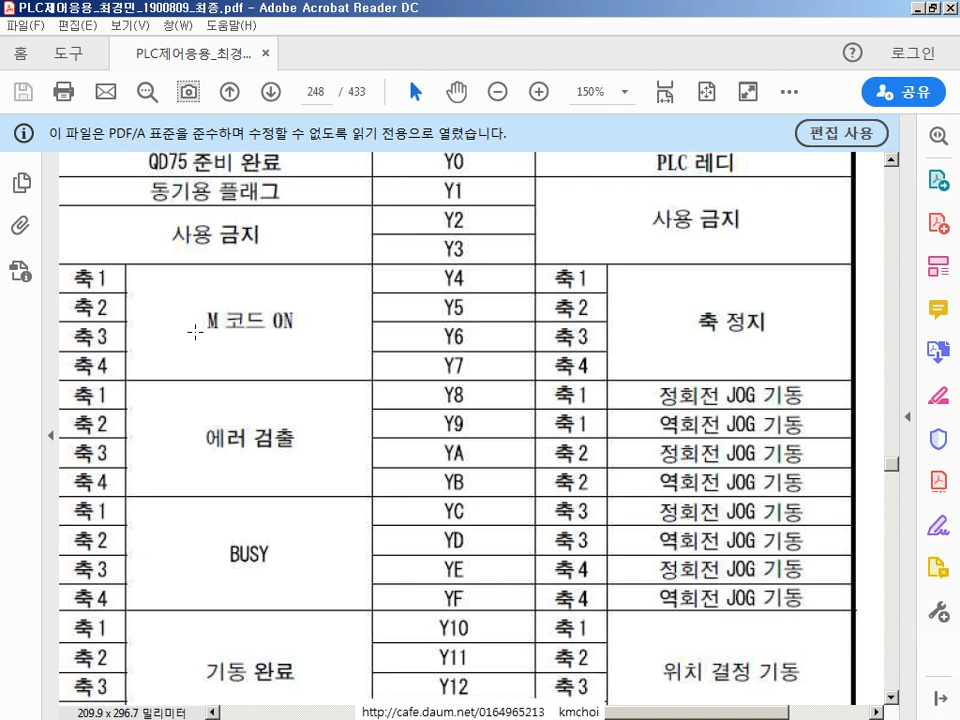 PLC제어응용_최경민_1900809_최종.pdf - Adobe Acrobat Reader DC
파일(F) 편집(E) 보기(V) 창(W) 도움말(H)
홈 도구 PLC제어응용_최경... × 로그인
248 / 433 150% 공유
이 파일은 PDF/A 표준을 준수하며 수정할 수 없도록 읽기 전용으로 열렸습니다. 편집 사용
QD75 준비 완료 Y0 PLC 레디
동기용 플래그 Y1
사용 금지 Y2 사용 금지
Y3
축1 M 코드 ON Y4 축1 축 정지
축2 Y5 축2
축3 Y6 축3
축4 Y7 축4
축1 에러 검출 Y8 축1 정회전 JOG 기동
축2 Y9 축1 역회전 JOG 기동
축3 YA 축2 정회전 JOG 기동
축4 YB 축2 역회전 JOG 기동
축1 BUSY YC 축3 정회전 JOG 기동
축2 YD 축3 역회전 JOG 기동
축3 YE 축4 정회전 JOG 기동
축4 YF 축4 역회전 JOG 기동
축1 기동 완료 Y10 축1 위치 결정 기동
축2 Y11 축2
축3 Y12 축3
209.9 x 296.7 밀리미터
http://cafe.daum.net/0164965213 kmchoi